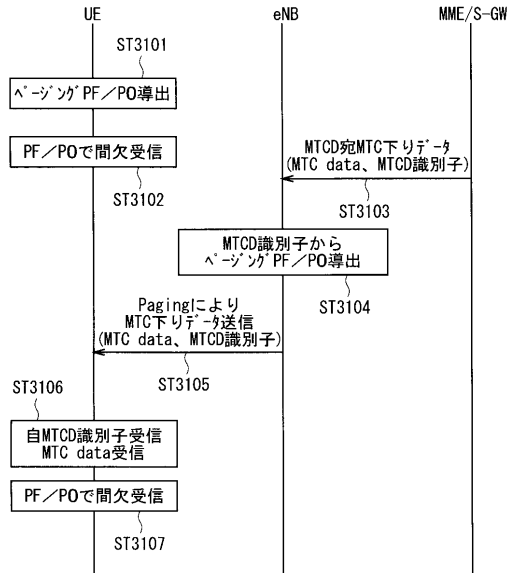 UE
eNB
MME/S-GW
ST3101
ページングPF/PO導出
PF/POで間欠受信
ST3102
MTCD宛MTC下りデータ
(MTC data、MTCD識別子)
ST3103
MTCD識別子から
ページングPF/PO導出
ST3104
Pagingにより
MTC下りデータ送信
(MTC data、MTCD識別子)
ST3105
ST3106
自MTCD識別子受信
MTC data受信
PF/POで間欠受信
ST3107